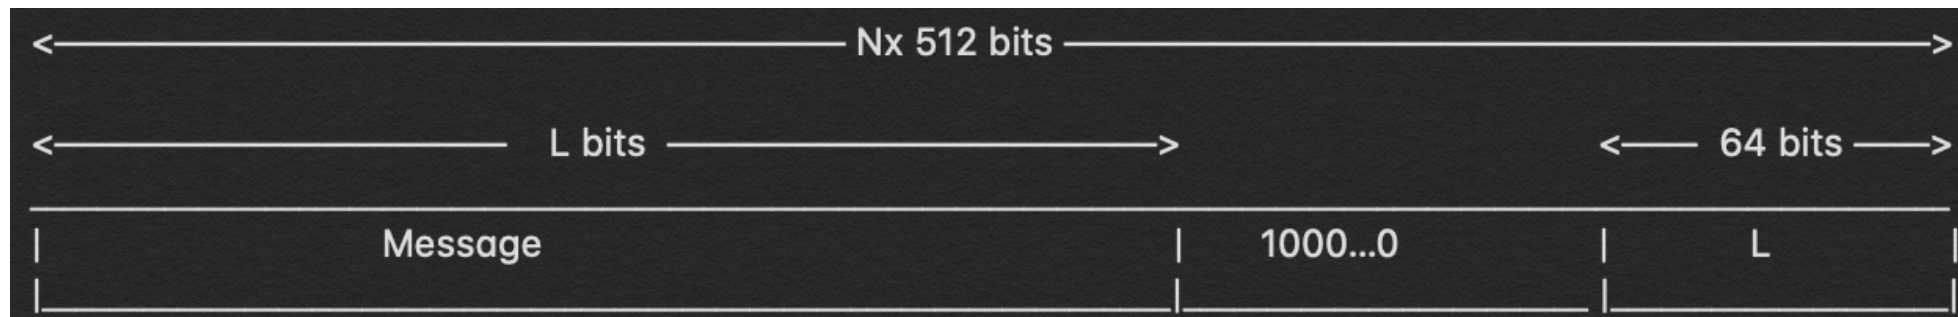 Nx 512 bits
L bits 64 bits
Message 1000...0 L